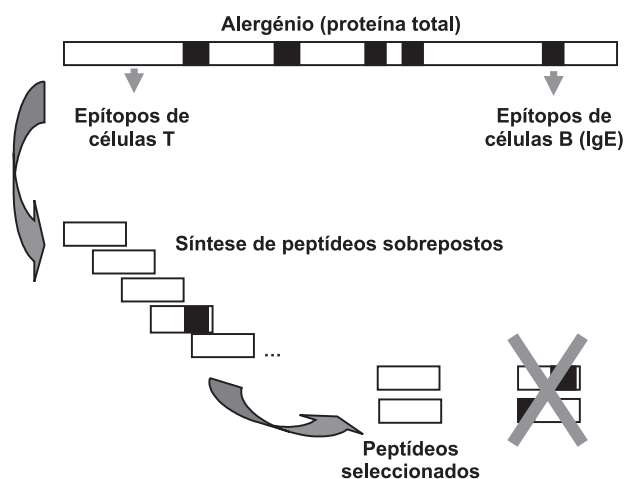 Alergénio (proteína total)
Epítopos de
células T
Epítopos de
células B (IgE)
Síntese de peptídeos sobrepostos
...
Peptídeos
seleccionados